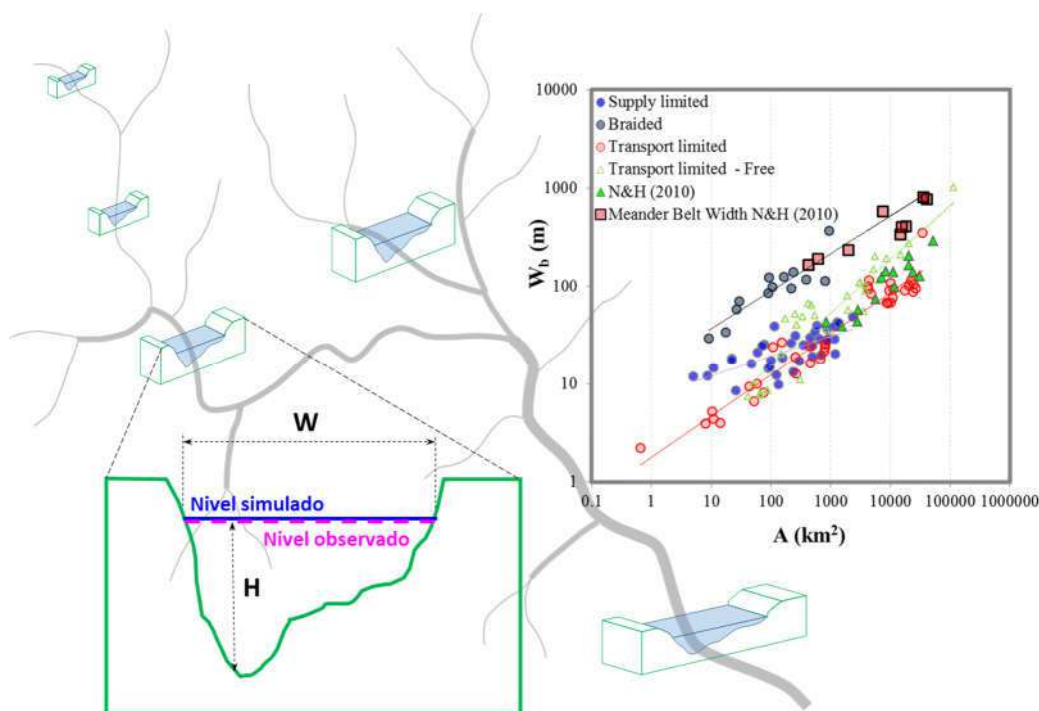 10000
1000
100
10
1
W_b (m)
Supply limited
Braided
Transport limited
Transport limited - Free
N&H (2010)
Meander Belt Width N&H (2010)
0.1 1 10 100 1000 10000 100000 1000000
A (km²)
W
Nivel simulado
Nivel observado
H